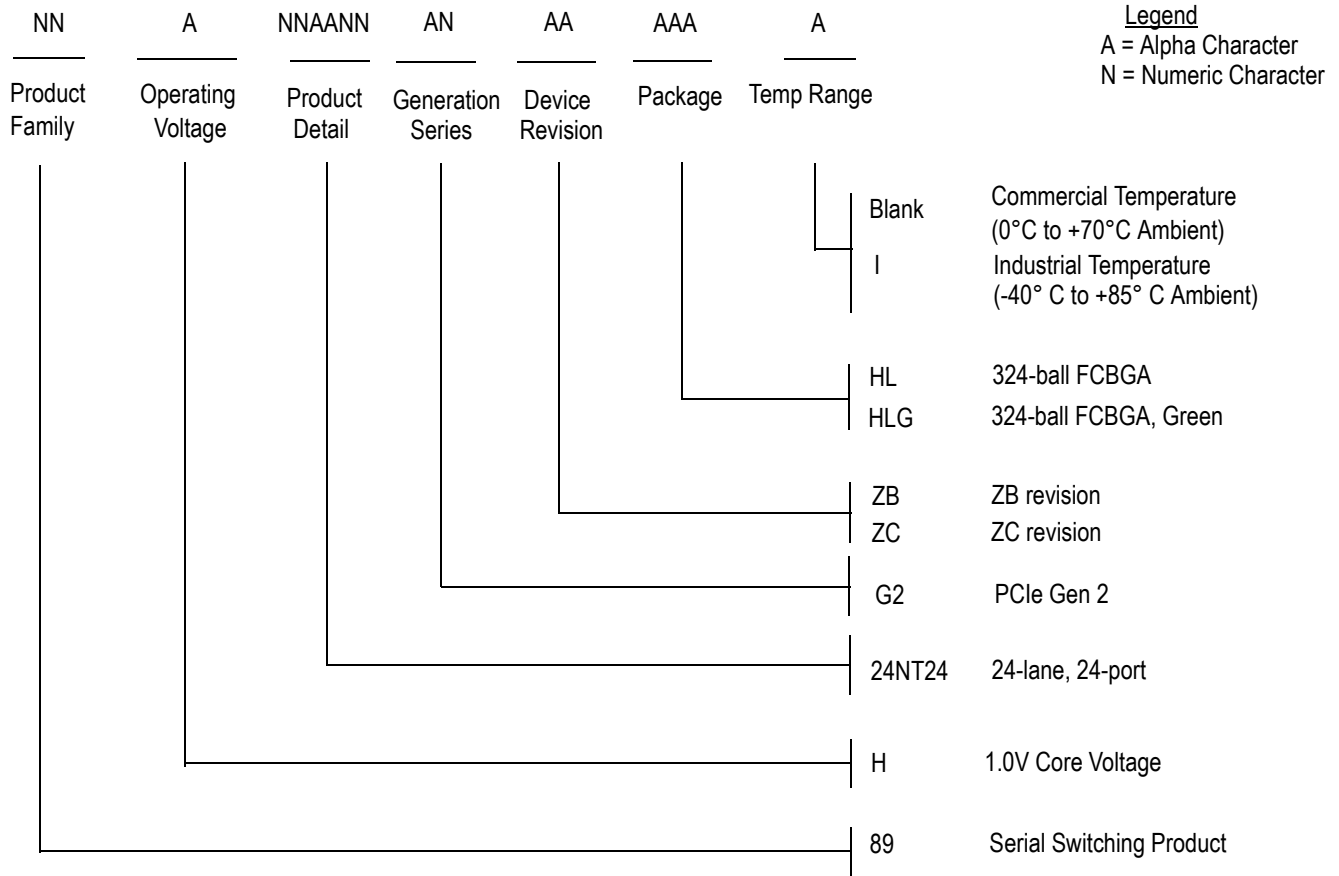 NN A NNAANN AN AA AAA A
Legend
A = Alpha Character
N = Numeric Character
Product Family
Operating Voltage
Product Detail
Generation Series
Device Revision
Package
Temp Range
Blank Commercial Temperature
(0°C to +70°C Ambient)
I Industrial Temperature
(-40° C to +85° C Ambient)
HL 324-ball FCBGA
HLG 324-ball FCBGA, Green
ZB ZB revision
ZC ZC revision
G2 PCIe Gen 2
24NT24 24-lane, 24-port
H 1.0V Core Voltage
89 Serial Switching Product